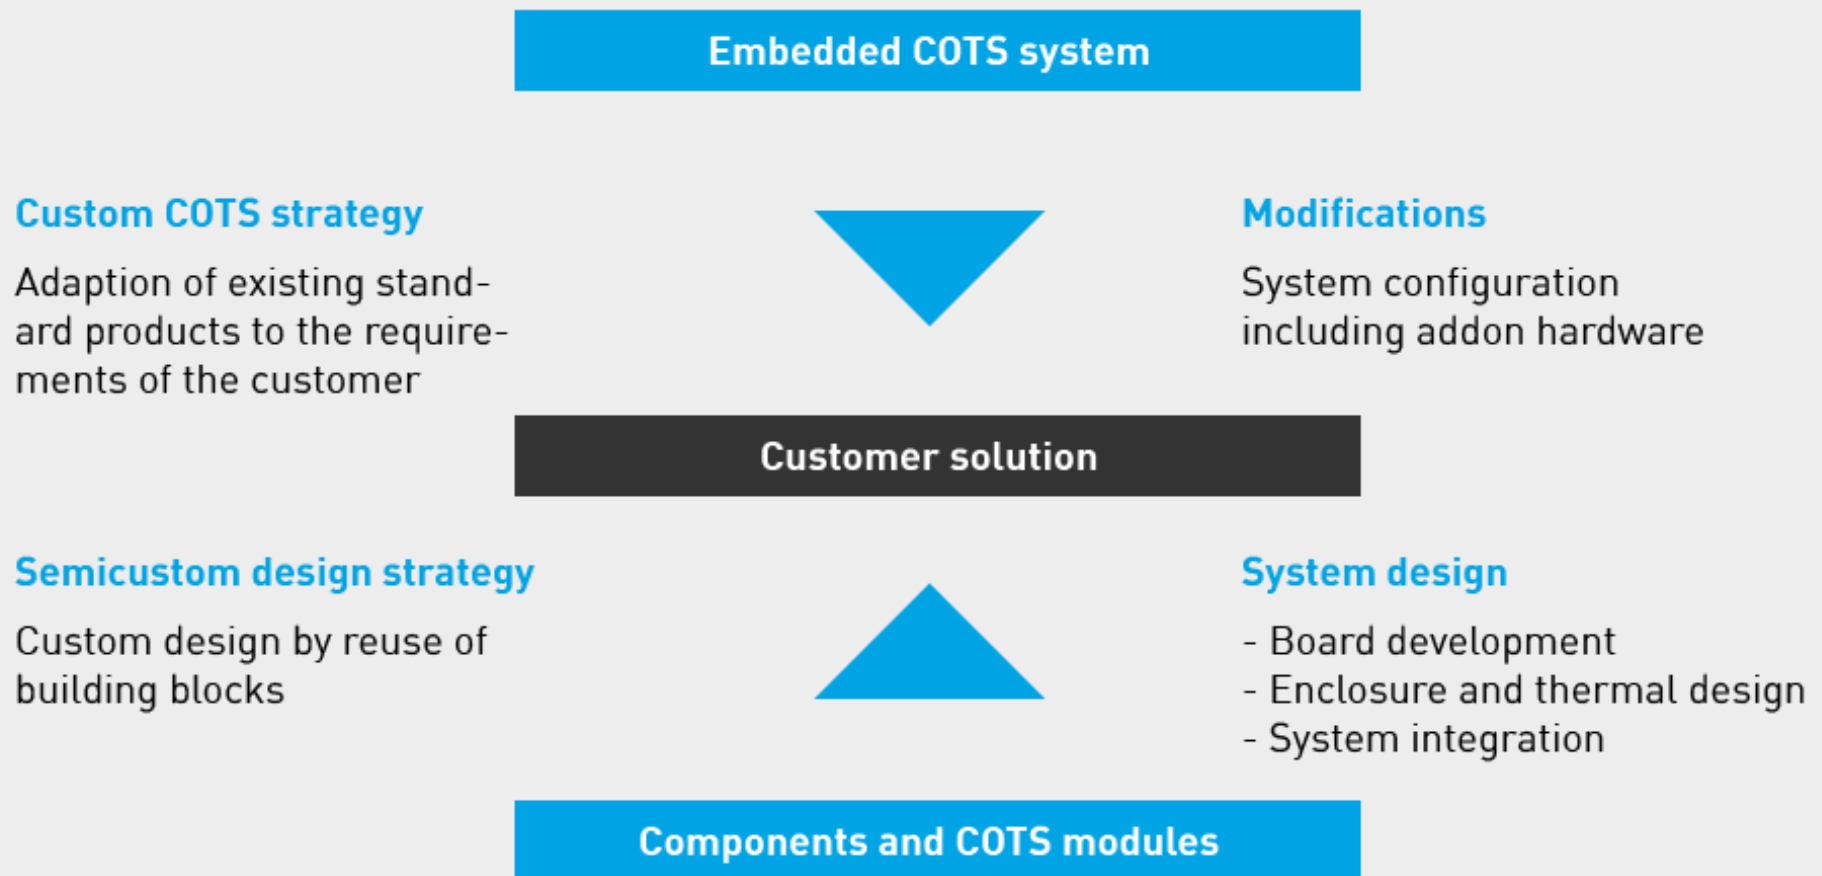 Embedded COTS system
Custom COTS strategy
Adaption of existing stand-
ard products to the require-
ments of the customer
Modifications
System configuration
including addon hardware
Customer solution
Semicustom design strategy
Custom design by reuse of
building blocks
System design
- Board development
- Enclosure and thermal design
- System integration
Components and COTS modules